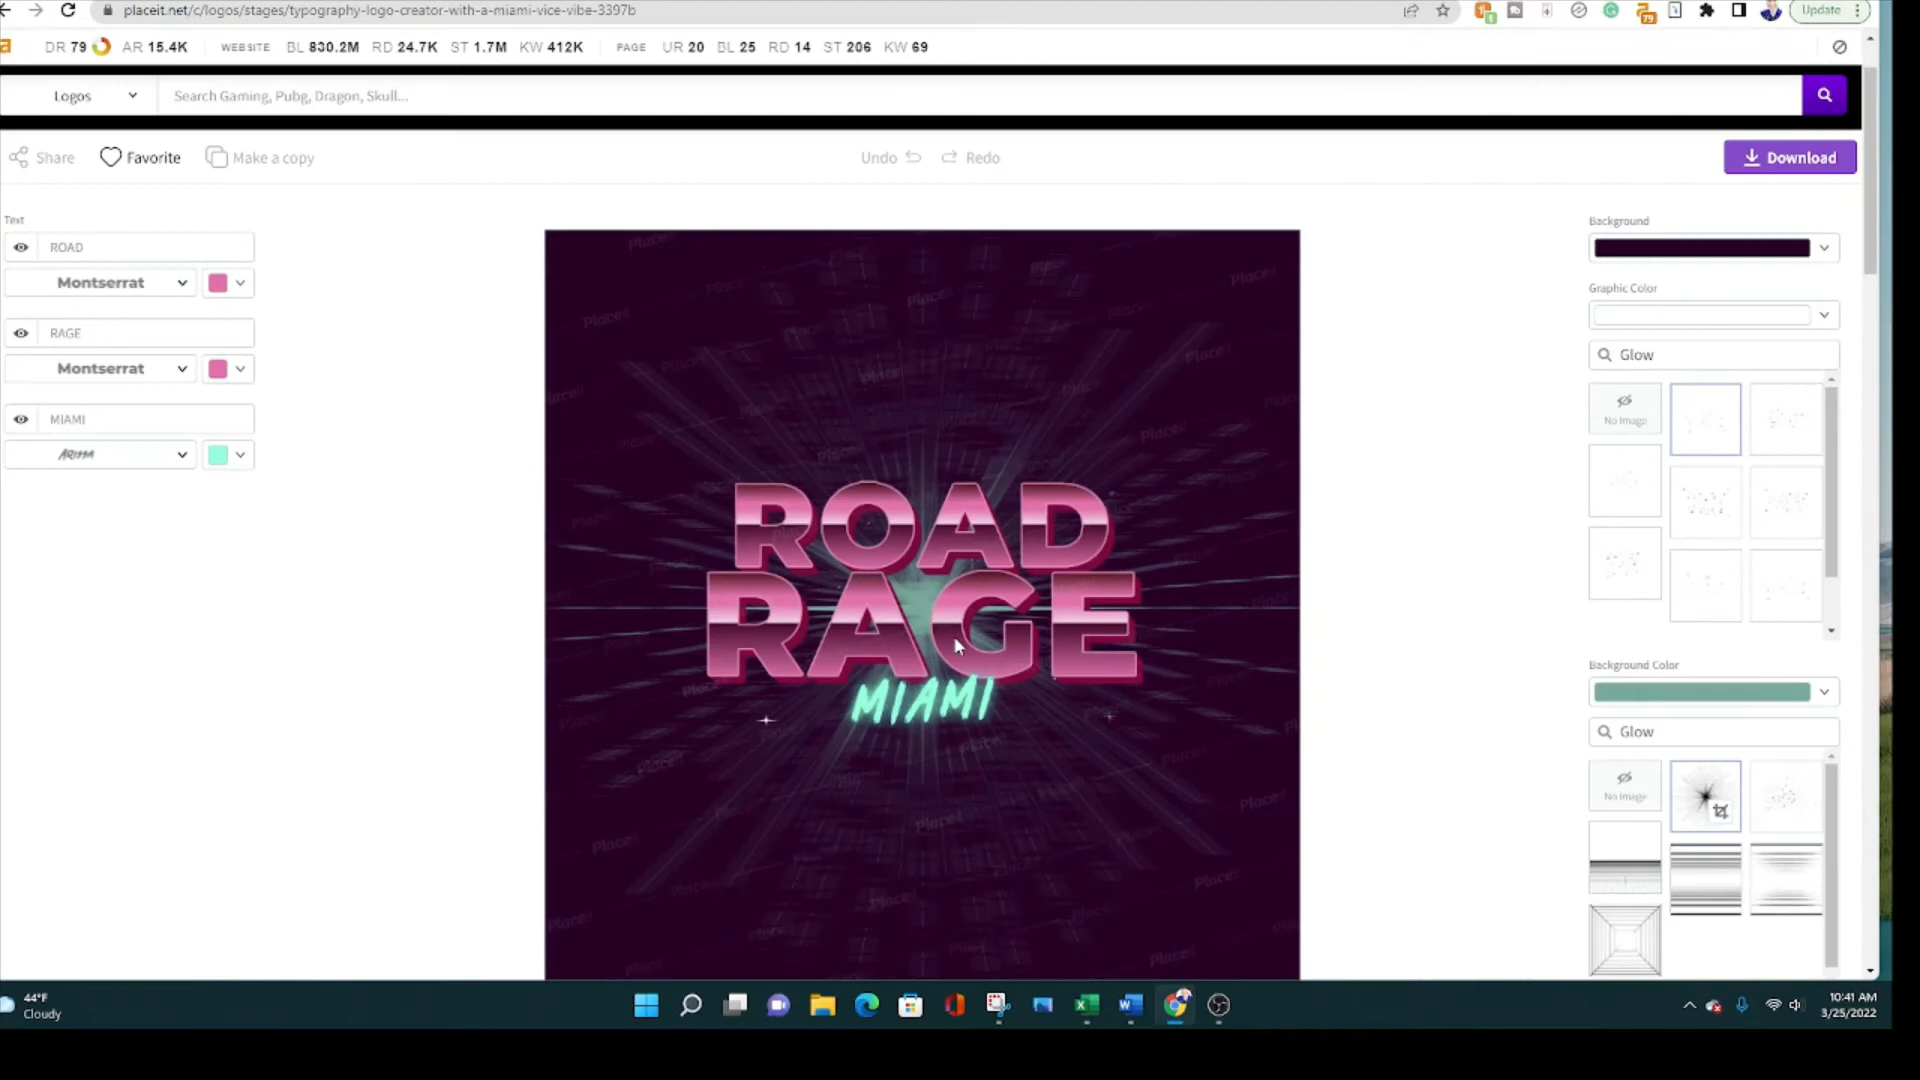 placeit.net/c/logos/stages/typography-logo-creator-with-a-miami-vice-vibe-3397b
79
Update
DR 79 AR 15.4K WEBSITE BL 830.2M RD 24.7K ST 1.7M KW 412K PAGE UR 20 BL 25 RD 14 ST 206 KW 69
Logos
Search Gaming, Pubg, Dragon, Skull...
Share
Favorite
Make a copy
Undo
Redo
Download
Text
ROAD
Montserrat
RAGE
Montserrat
MIAMI
ARISSA
ROAD
RAGE
MIAMI
Placeit
Background
Graphic Color
Glow
No Image
Background Color
Glow
No Image
44°F
Cloudy
10:41 AM
3/25/2022